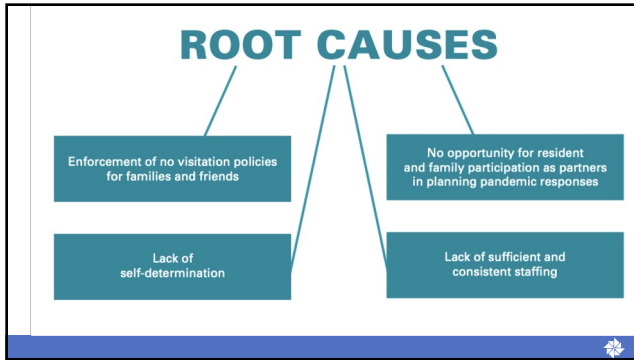 ROOT CAUSES
Enforcement of no visitation policies
for families and friends
No opportunity for resident
and family participation as partners
in planning pandemic responses
Lack of
self-determination
Lack of sufficient and
consistent staffing